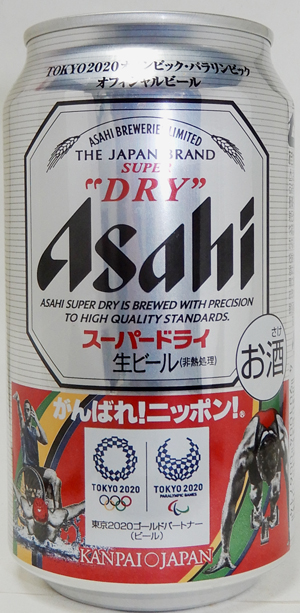 TOKYO2020オリンピック・パラリンピック
オフィシャルビール
ASAHI BREWERIES LIMITED
THE JAPAN BRAND
SUPER
"DRY"
Asahi
ASAHI SUPER DRY IS BREWED WITH PRECISION
TO HIGH QUALITY STANDARDS.
スーパードライ
生ビール(非熱処理)
さけ
お酒
がんばれ!ニッポン!®
TOKYO 2020
TOKYO 2020
PARALYMPIC GAMES
東京2020ゴールドパートナー
(ビール)
KANPAI JAPAN